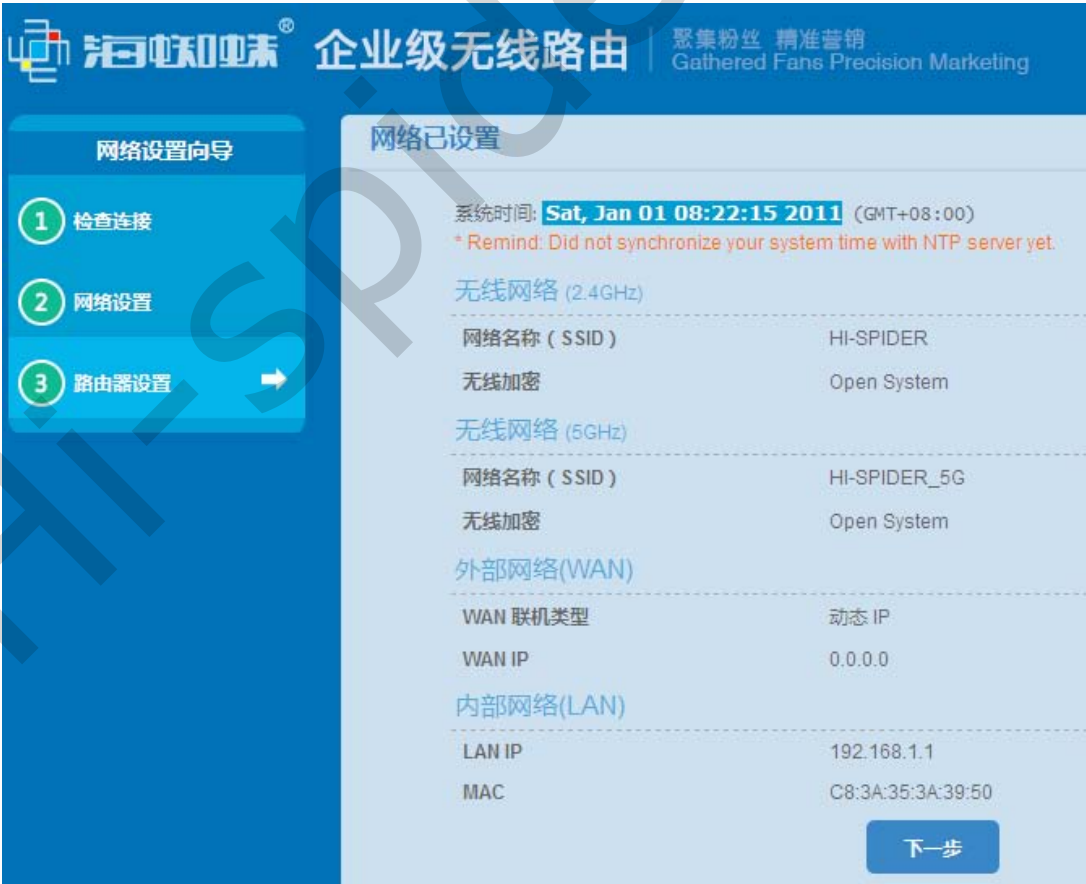 海蜘蛛® 企业级无线路由
聚集粉丝 精准营销
Gathered Fans Precision Marketing
网络设置向导
1 检查连接
2 网络设置
3 路由器设置
网络已设置
系统时间: Sat, Jan 01 08:22:15 2011 (GMT+08:00)
* Remind: Did not synchronize your system time with NTP server yet.
无线网络 (2.4GHz)
网络名称 ( SSID ) HI-SPIDER
无线加密 Open System
无线网络 (5GHz)
网络名称 ( SSID ) HI-SPIDER_5G
无线加密 Open System
外部网络(WAN)
WAN 联机类型 动态 IP
WAN IP 0.0.0.0
内部网络(LAN)
LAN IP 192.168.1.1
MAC C8:3A:35:3A:39:50
下一步
Hi-spide